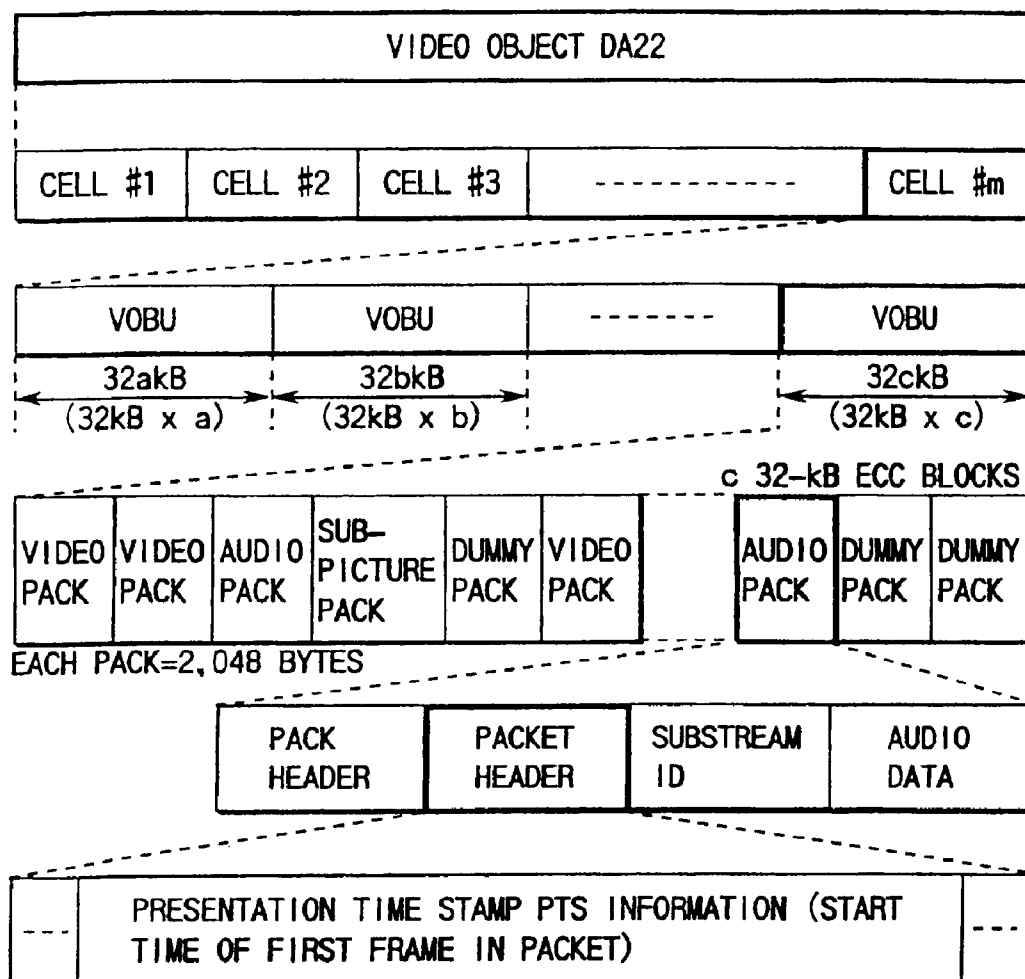 VIDEO OBJECT DA22
CELL #1 CELL #2 CELL #3 CELL #m
VOBU VOBU VOBU
32akB 32bkB 32ckB
(32kB x a) (32kB x b) (32kB x c)
c 32-kB ECC BLOCKS
VIDEO PACK
VIDEO PACK
AUDIO PACK
SUB-PICTURE PACK
DUMMY PACK
VIDEO PACK
AUDIO PACK
DUMMY PACK
DUMMY PACK
EACH PACK=2,048 BYTES
PACK HEADER
PACKET HEADER
SUBSTREAM ID
AUDIO DATA
PRESENTATION TIME STAMP PTS INFORMATION (START
TIME OF FIRST FRAME IN PACKET)